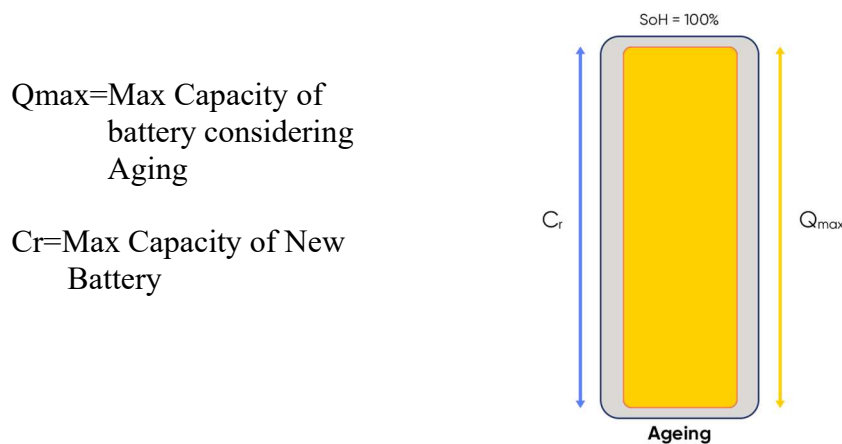 SoH = 100%
Qmax=Max Capacity of
battery considering
Aging
Cr=Max Capacity of New
Battery
Cr
Qmax
Ageing